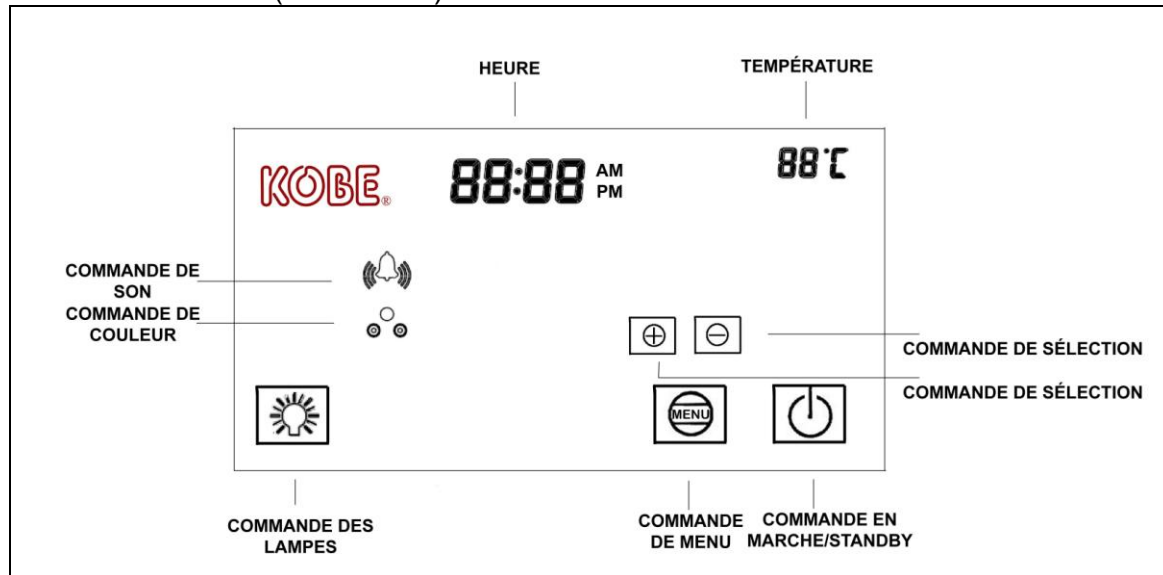 HEURE
TEMPÉRATURE
KOBE®
88:88 AM
PM
88°C
COMMANDE DE
SON
COMMANDE DE
COULEUR
COMMANDE DE SÉLECTION
COMMANDE DE SÉLECTION
MENU
COMMANDE DES
LAMPES
COMMANDE
DE MENU
COMMANDE EN
MARCHE/STANDBY